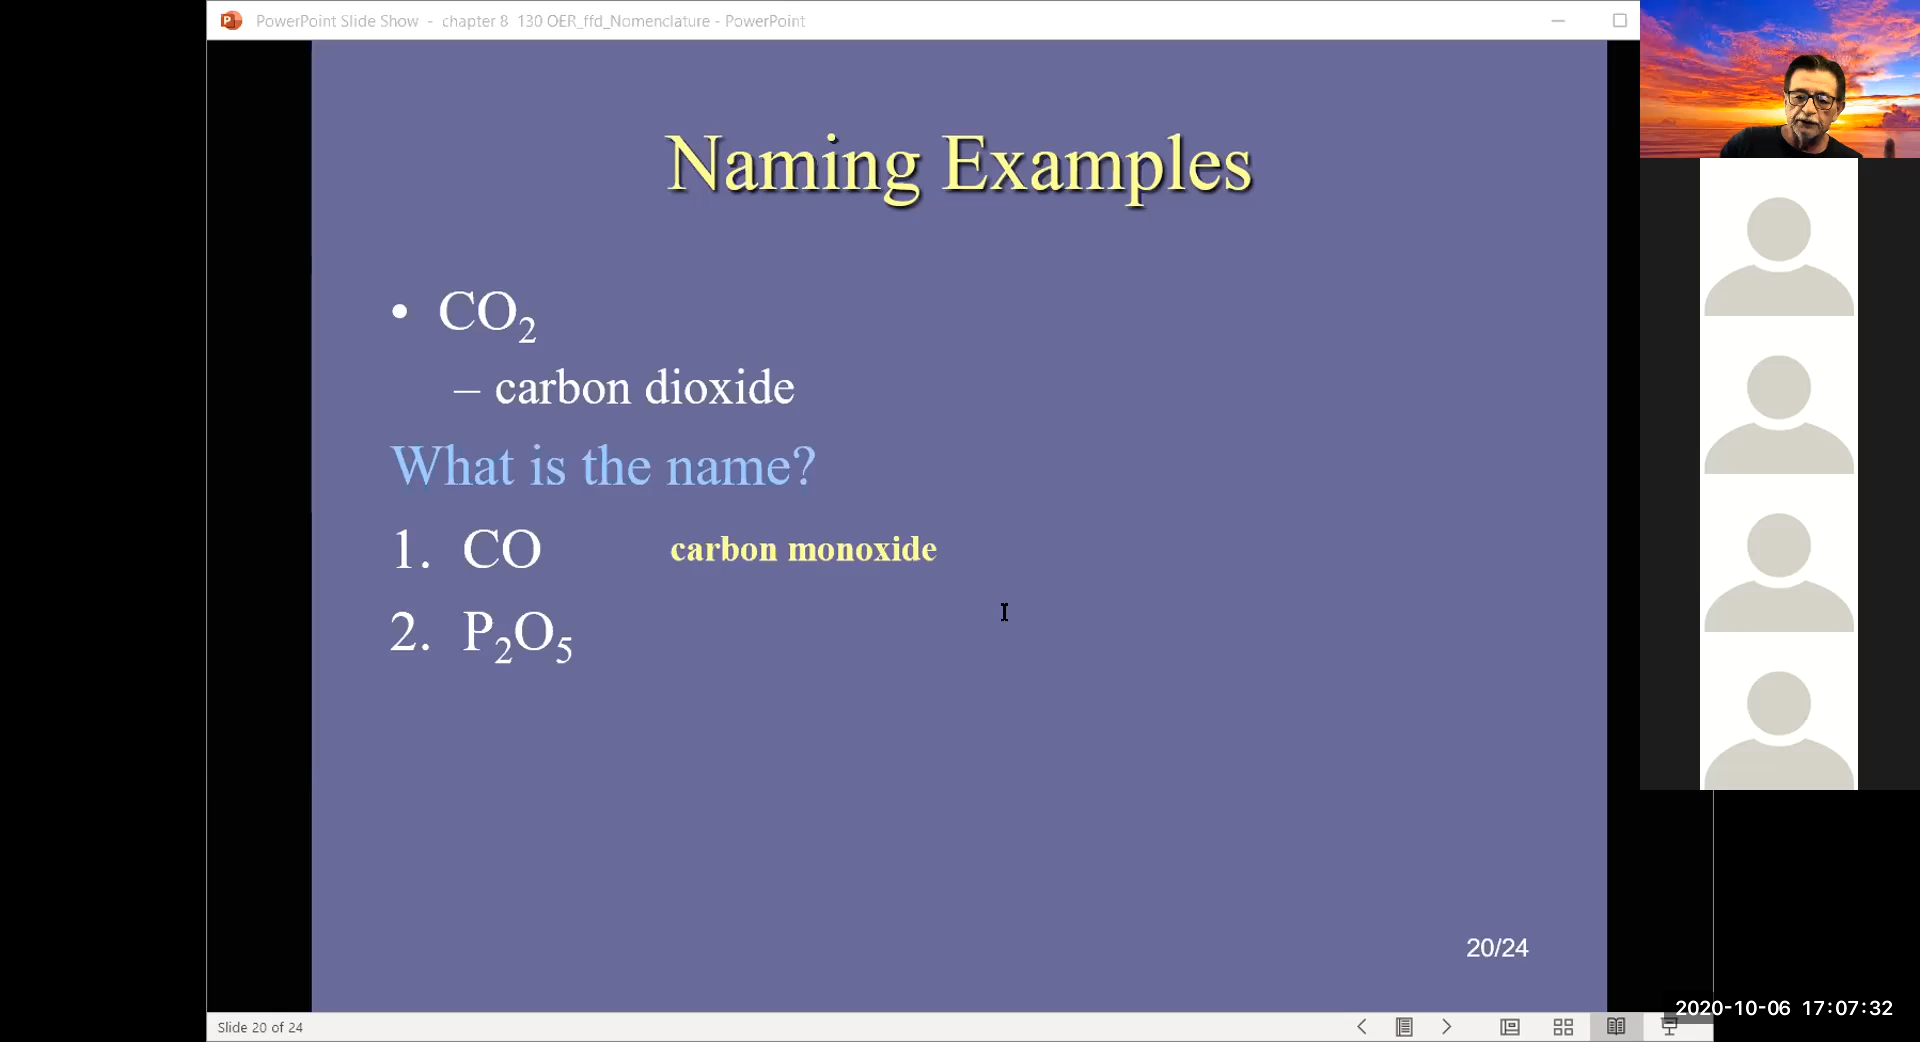 PowerPoint Slide Show - chapter 8 130 OER_ffd_Nomenclature - PowerPoint
Naming Examples
• CO₂
– carbon dioxide
What is the name?
1. CO carbon monoxide
2. P₂O₅
20/24
Slide 20 of 24
2020-10-06 17:07:32